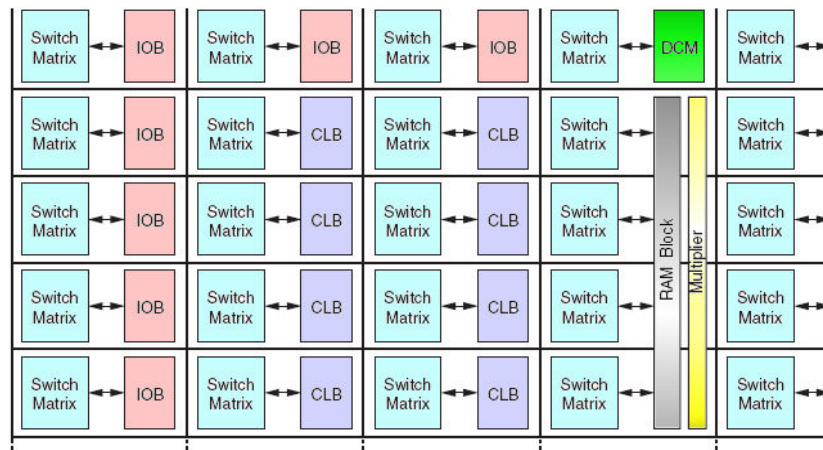 Switch
Matrix
IOB
Switch
Matrix
IOB
Switch
Matrix
IOB
Switch
Matrix
DCM
Switch
Matrix
Switch
Matrix
IOB
Switch
Matrix
CLB
Switch
Matrix
CLB
Switch
Matrix
RAM Block
Multiplier
Switch
Matrix
Switch
Matrix
IOB
Switch
Matrix
CLB
Switch
Matrix
CLB
Switch
Matrix
Switch
Matrix
Switch
Matrix
IOB
Switch
Matrix
CLB
Switch
Matrix
CLB
Switch
Matrix
Switch
Matrix
Switch
Matrix
IOB
Switch
Matrix
CLB
Switch
Matrix
CLB
Switch
Matrix
Switch
Matrix